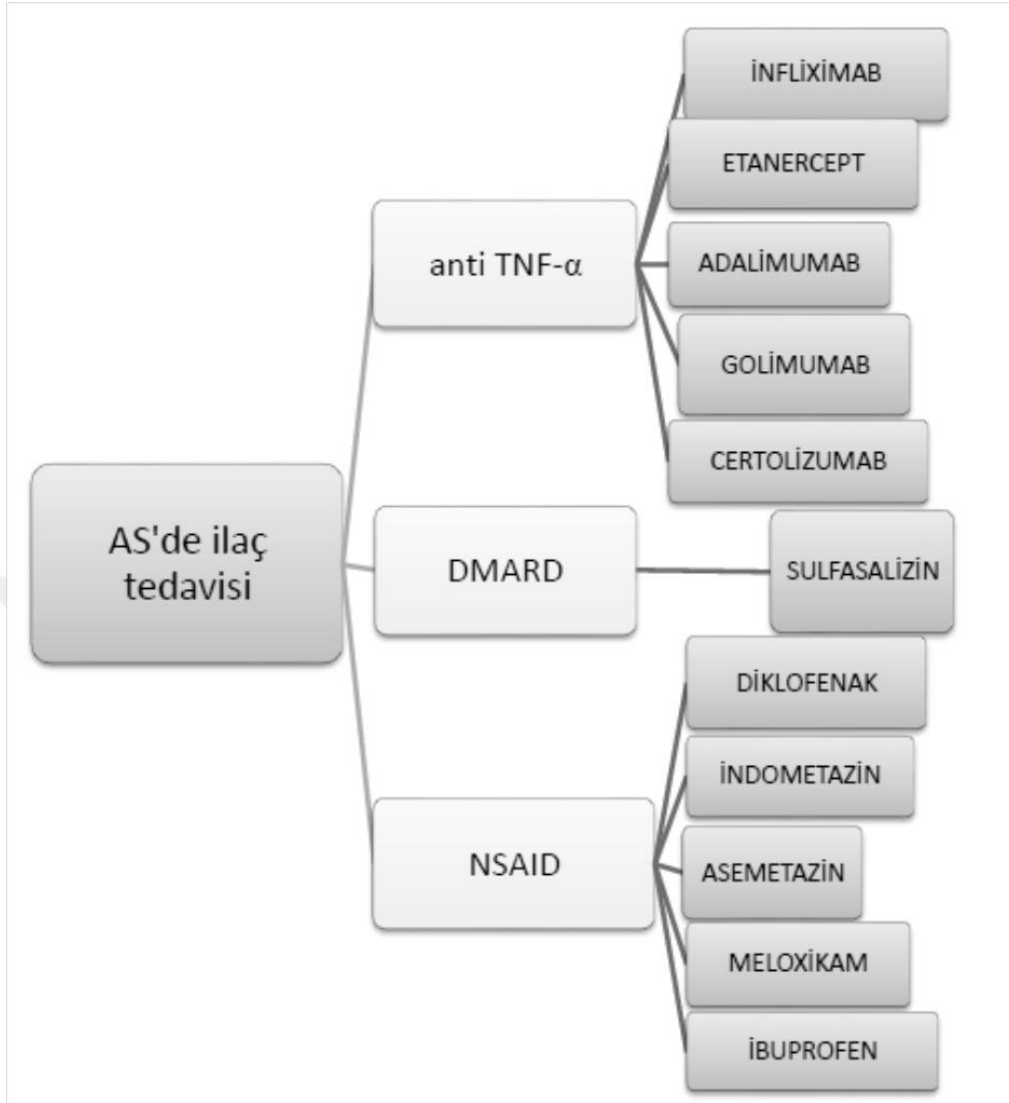 AS'de ilaç
tedavisi
anti TNF-α
İNFLİXİMAB
ETANERCEPT
ADALİMUMAB
GOLİMUMAB
CERTOLİZUMAB
DMARD
SULFASALİZİN
NSAID
DİKLOFENAK
İNDOMETAZİN
ASEMETAZİN
MELOXİKAM
İBUPROFEN